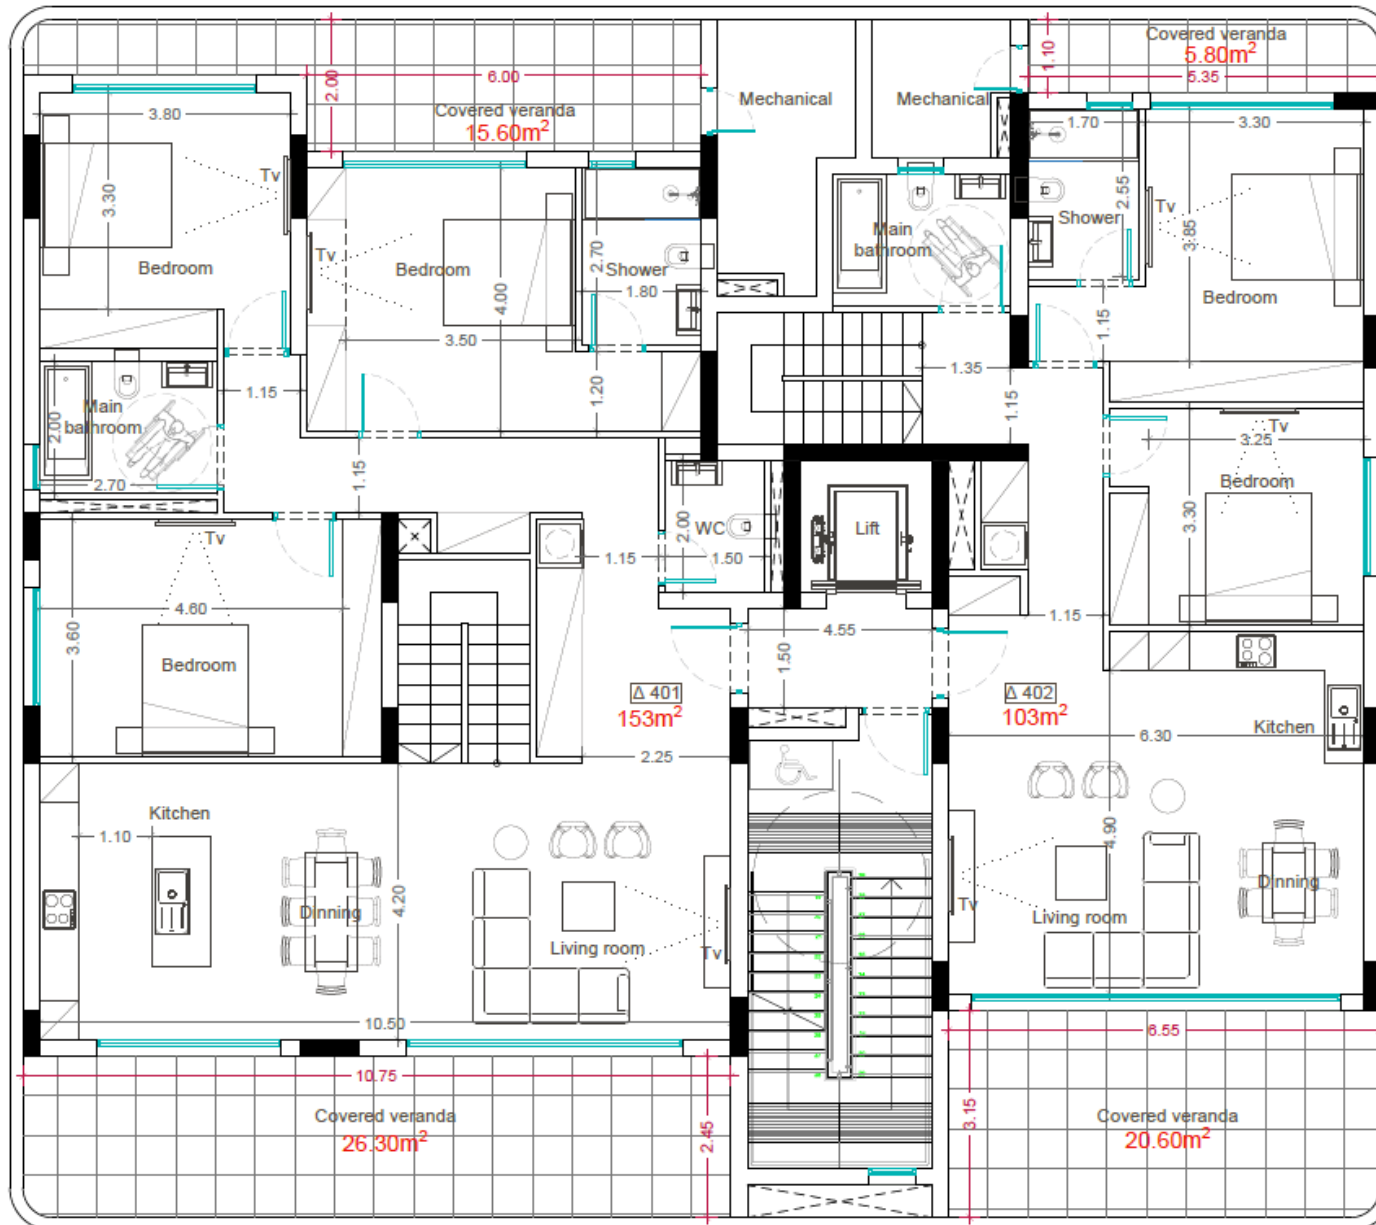 Covered veranda
5.80m²
1.10
5.35
2.00
6.00
Covered veranda
15.60m²
Mechanical
Mechanical
3.80
1.70
3.30
Tv
3.30
Bedroom
Tv
Bedroom
4.00
3.50
2.70
Shower
1.80
1.20
Main
bathroom
Shower
2.55
Tv
3.85
Bedroom
1.15
1.35
1.15
1.15
Main
bathroom
2.00
2.70
1.15
3.25
Tv
Bedroom
3.30
Tv
2.00
WC
1.50
1.15
Lift
4.60
3.60
Bedroom
4.55
1.50
1.15
Δ 401
153m²
Δ 402
103m²
2.25
Kitchen
6.30
Kitchen
1.10
4.20
Dinning
Living room
Tv
4.90
Tv
Living room
Dinning
10.50
10.75
6.55
Covered veranda
26.30m²
2.45
3.15
Covered veranda
20.60m²